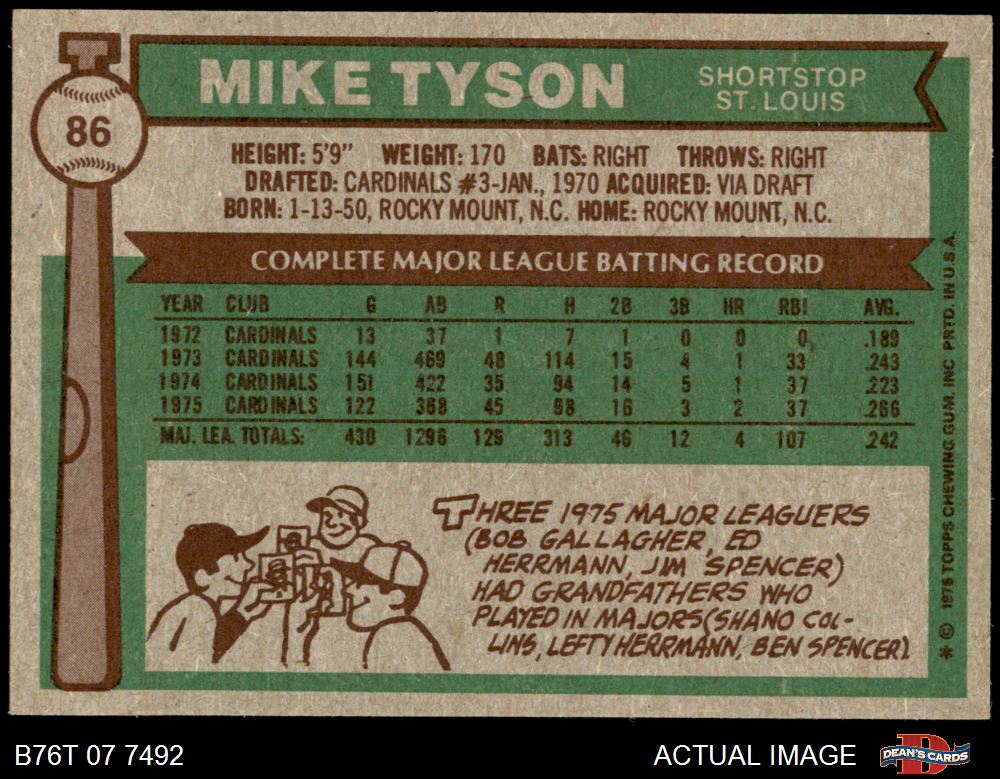 86
MIKE TYSON
SHORTSTOP
ST. LOUIS
HEIGHT: 5'9" WEIGHT: 170 BATS: RIGHT THROWS: RIGHT
DRAFTED: CARDINALS #3-JAN., 1970 ACQUIRED: VIA DRAFT
BORN: 1-13-50, ROCKY MOUNT, N.C. HOME: ROCKY MOUNT, N.C.
COMPLETE MAJOR LEAGUE BATTING RECORD
YEAR CLUB G AB R H 2B 3B HR RBI AVG.
1972 CARDINALS 13 37 1 7 1 0 0 0 .189
1973 CARDINALS 144 469 48 114 15 4 1 33 .243
1974 CARDINALS 151 422 35 94 14 5 1 37 .223
1975 CARDINALS 122 368 45 98 16 3 2 37 .266
MAJ. LEA. TOTALS: 430 1296 129 313 46 12 4 107 .242
THREE 1975 MAJOR LEAGUERS
(BOB GALLAGHER, ED
HERRMANN, JIM SPENCER)
HAD GRANDFATHERS WHO
PLAYED IN MAJORS (SHANO COL-
LINS, LEFTY HERRMANN, BEN SPENCER)
* © 1976 TOPPS CHEWING GUM, INC PRTD. IN U.S.A.
B76T 07 7492
ACTUAL IMAGE
D
DEAN'S CARDS